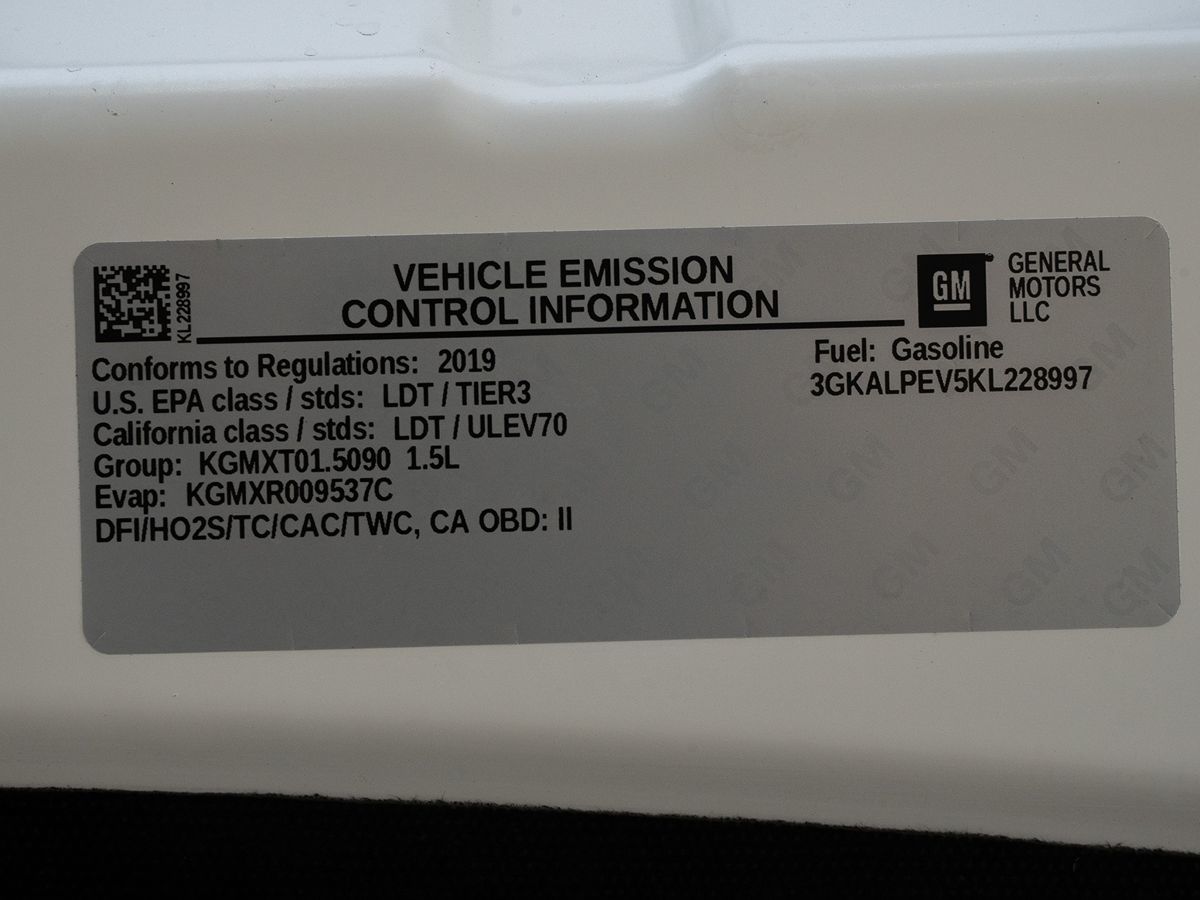 KL228997
VEHICLE EMISSION
CONTROL INFORMATION
GM
GENERAL
MOTORS
LLC
Conforms to Regulations: 2019
U.S. EPA class / stds: LDT / TIER3
California class / stds: LDT / ULEV70
Group: KGMXT01.5090 1.5L
Evap: KGMXR009537C
DFI/HO2S/TC/CAC/TWC, CA OBD: II
Fuel: Gasoline
3GKALPEV5KL228997